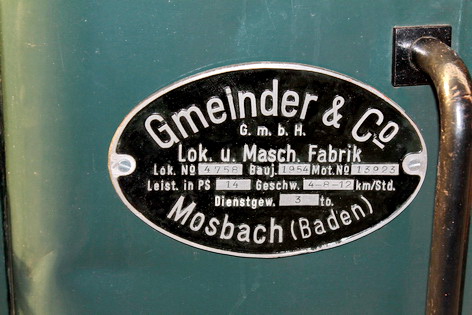 Gmeinder & Co
G.m.b.H.
Lok. u. Masch. Fabrik
Lok. No 4758 Bauj. 1954 Mot. No 13923
Leist. in PS 14 Geschw. 4-8-12 km/Std.
Dienstgew. 3 to.
Mosbach (Baden)